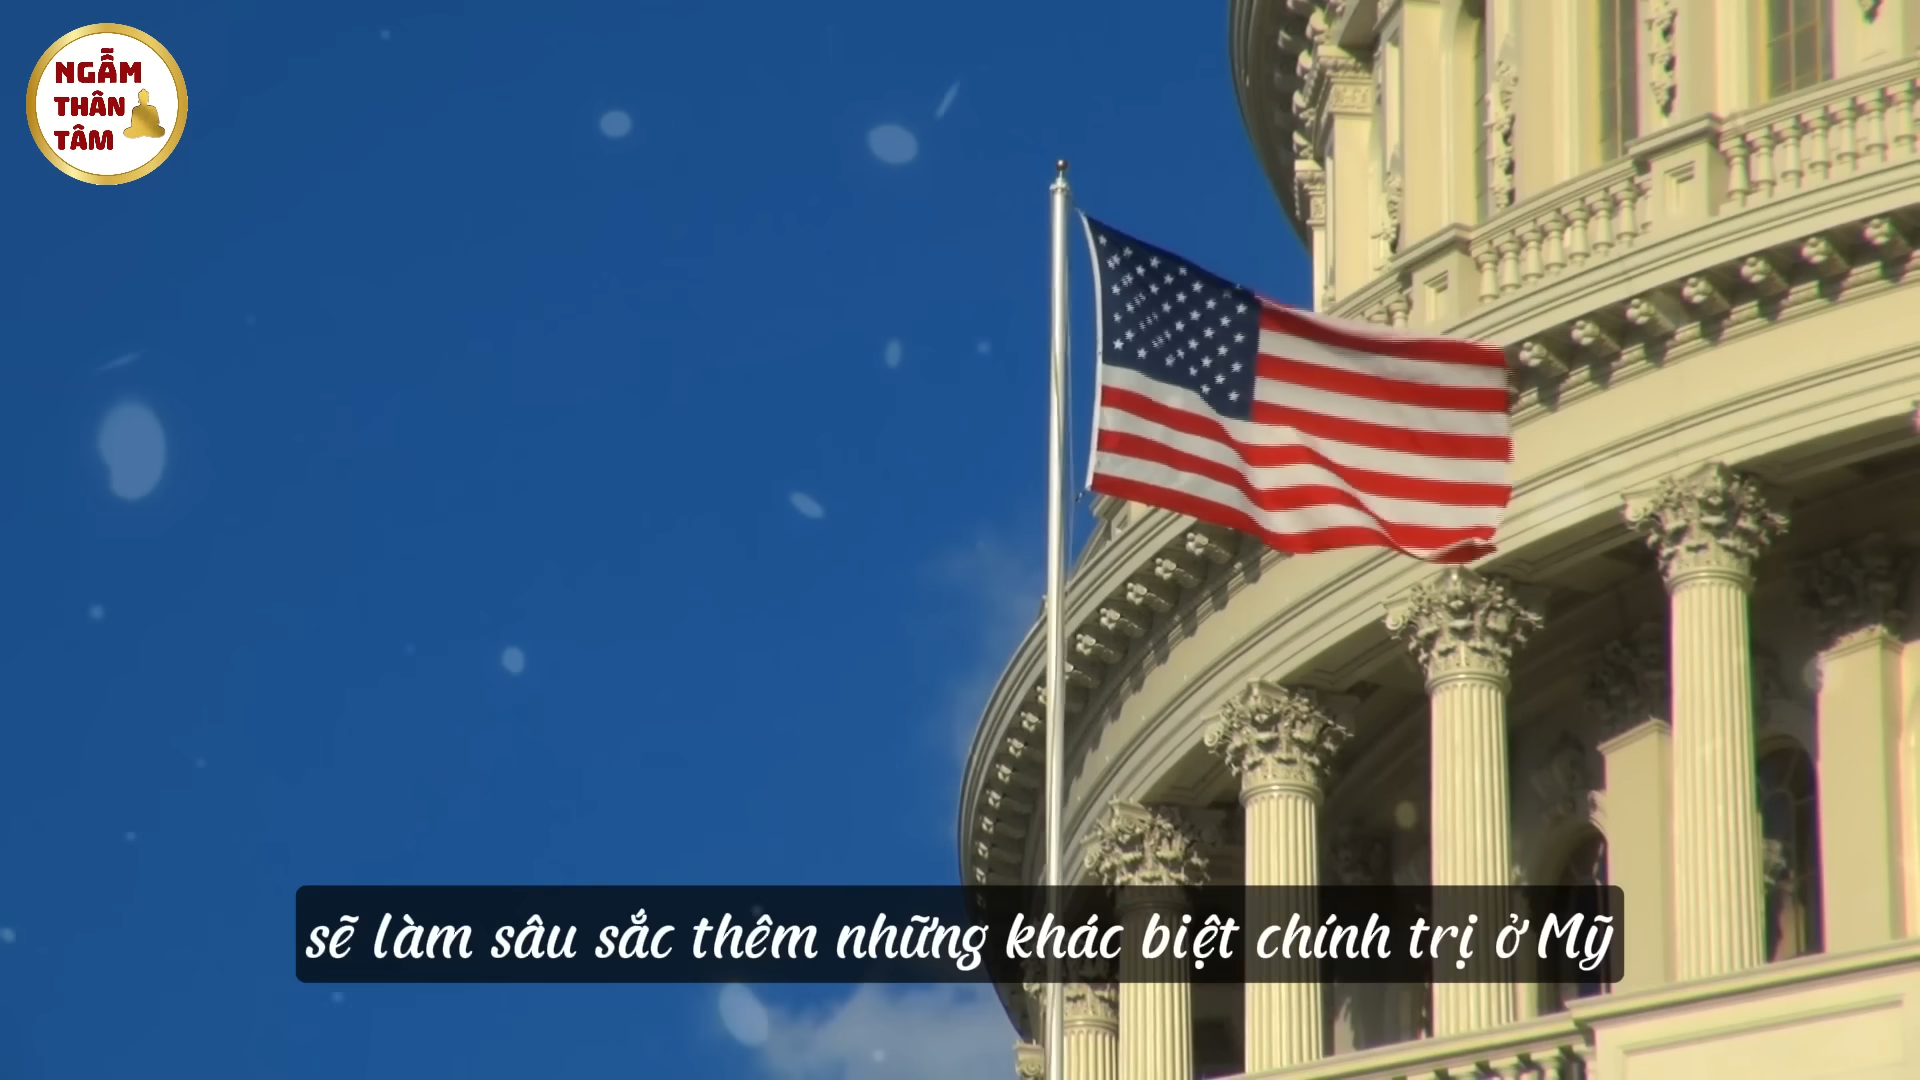 NGẪM
THÂN
TÂM
sẽ làm sâu sắc thêm những khác biệt chính trị ở Mỹ